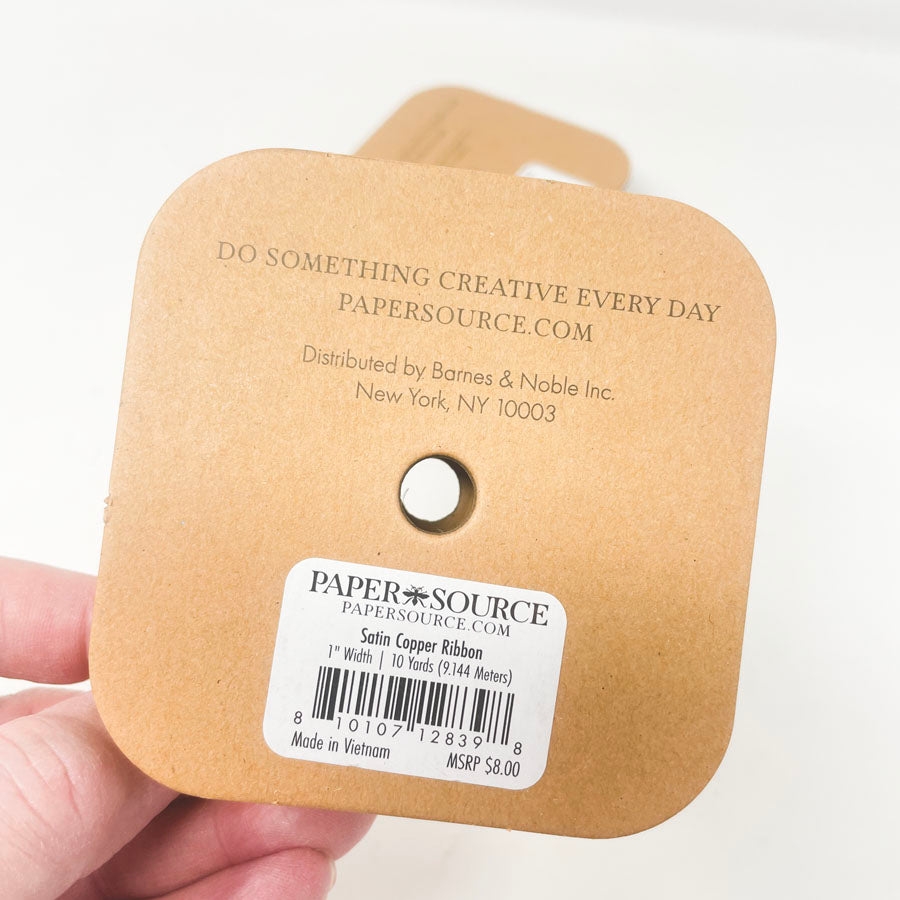 DO SOMETHING CREATIVE EVERY DAY
PAPERSOURCE.COM
Distributed by Barnes & Noble Inc.
New York, NY 10003
PAPER SOURCE
PAPERSOURCE.COM
Satin Copper Ribbon
1" Width | 10 Yards (9.144 Meters)
8 10107 12839 8
Made in Vietnam
MSRP $8.00